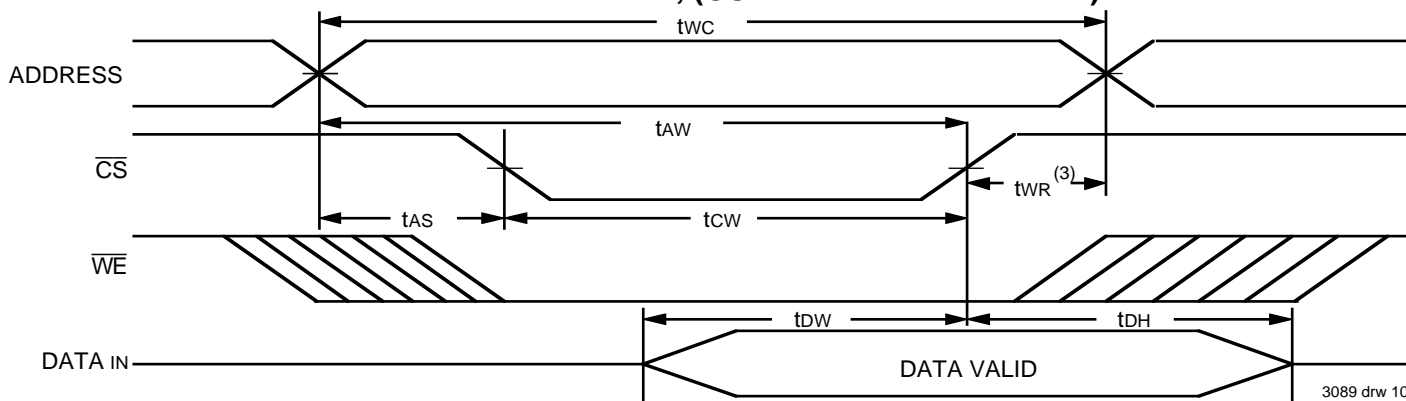 tWC
ADDRESS
tAW
CS
tWR (3)
tAS
tCW
WE
tDW
tDH
DATA IN
DATA VALID
3089 drw 10